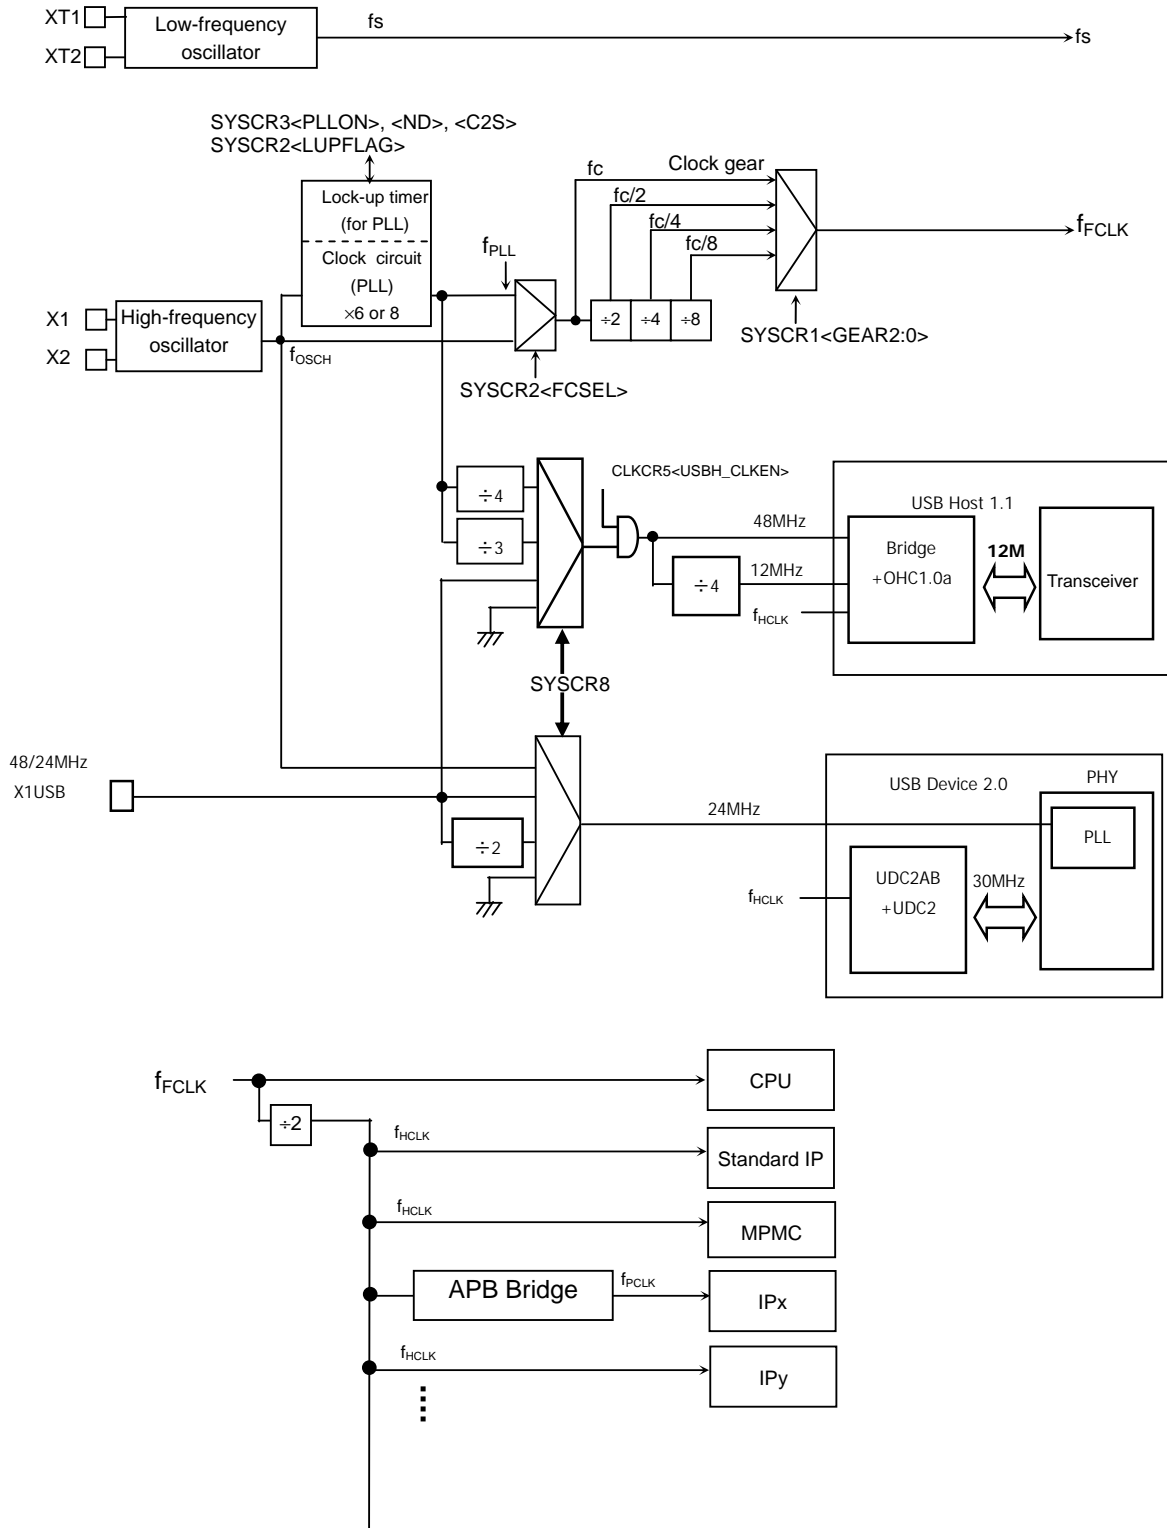 XT1
XT2
Low-frequency
oscillator
fs
fs
SYSCR3<PLLON>, <ND>, <C2S>
SYSCR2<LUPFLAG>
Lock-up timer
(for PLL)
Clock circuit
(PLL)
×6 or 8
fPLL
fc
Clock gear
fc/2
fc/4
fc/8
fFCLK
X1
X2
High-frequency
oscillator
fOSCH
÷2
÷4
÷8
SYSCR1<GEAR2:0>
SYSCR2<FCSEL>
CLKCR5<USBH_CLKEN>
÷4
÷3
48MHz
÷4
12MHz
fHCLK
USB Host 1.1
Bridge
+OHC1.0a
12M
Transceiver
SYSCR8
48/24MHz
X1USB
÷2
24MHz
USB Device 2.0
PHY
PLL
fHCLK
UDC2AB
+UDC2
30MHz
fFCLK
CPU
÷2
fHCLK
Standard IP
fHCLK
MPMC
APB Bridge
fPCLK
IPx
fHCLK
IPy